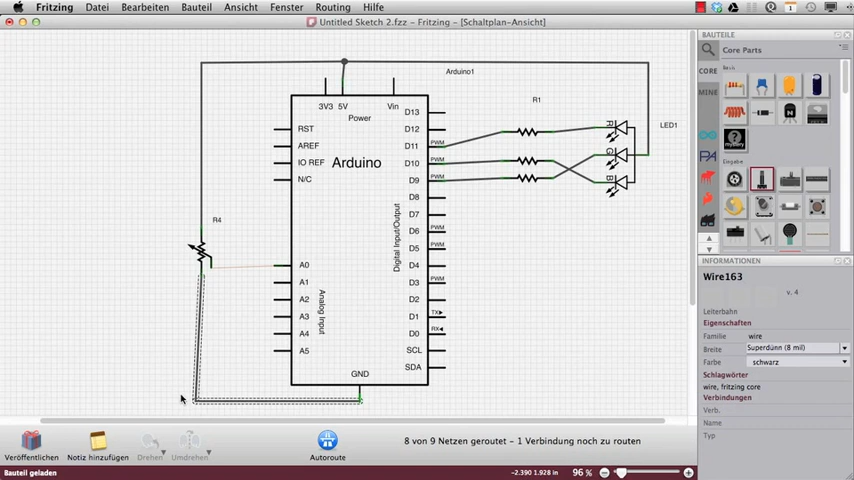 Fritzing Datei Bearbeiten Bauteil Ansicht Fenster Routing Hilfe
Untitled Sketch 2.fzz - Fritzing - [Schaltplan-Ansicht]
BAUTEILE
Core Parts
CORE
MINE
Basis
mystery
Eingabe
Arduino1
3V3 5V Vin
Power
D13
RST D12
AREF D11 PWM
IO REF Arduino D10 PWM
N/C D9 PWM
D8
D7
D6 PWM
D5 PWM
A0 D4
A1 D3 PWM
A2 D2
A3 D1 TX
A4 D0 RX
A5 SCL
SDA
GND
Digital Input/Output
Analog Input
R1
R
G
B
LED1
R4
INFORMATIONEN
Wire163
v. 4
Leiterbahn
Eigenschaften
Familie wire
Breite Superdünn (8 mil)
Farbe schwarz
Schlagwörter
wire, fritzing core
Verbindungen
Verb.
Name
Typ
Veröffentlichen Notiz hinzufügen Drehen Umdrehen Autoroute
8 von 9 Netzen geroutet - 1 Verbindung noch zu routen
Bauteil geladen
-2.390 1.928 in 96 %